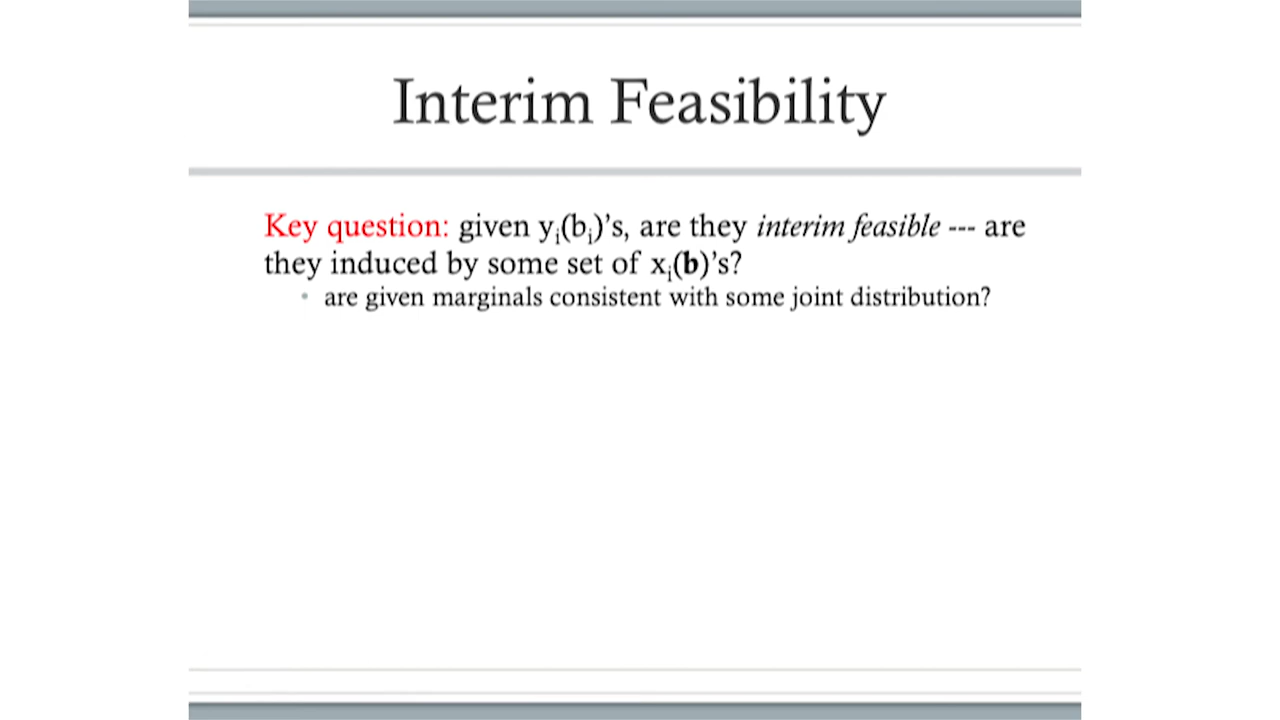 Interim Feasibility
Key question: given yᵢ(bᵢ)’s, are they interim feasible --- are
they induced by some set of xᵢ(b)’s?
• are given marginals consistent with some joint distribution?